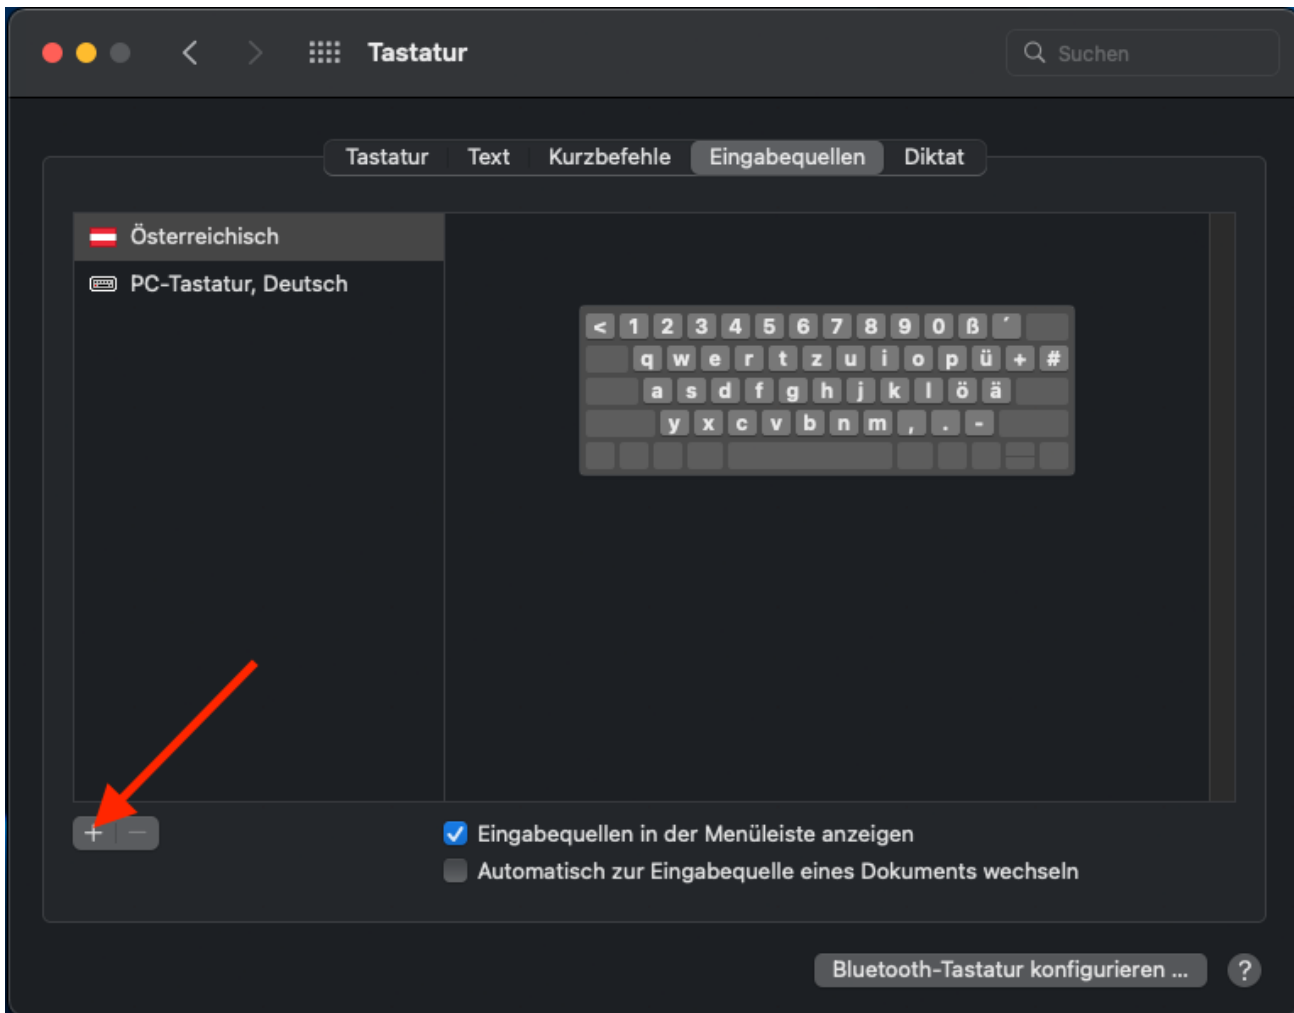 Tastatur
Suchen
Tastatur Text Kurzbefehle Eingabequellen Diktat
Österreichisch
PC-Tastatur, Deutsch
< 1 2 3 4 5 6 7 8 9 0 ß ´
q w e r t z u i o p ü + #
a s d f g h j k l ö ä
y x c v b n m , . -
+ −
Eingabequellen in der Menüleiste anzeigen
Automatisch zur Eingabequelle eines Dokuments wechseln
Bluetooth-Tastatur konfigurieren ... ?